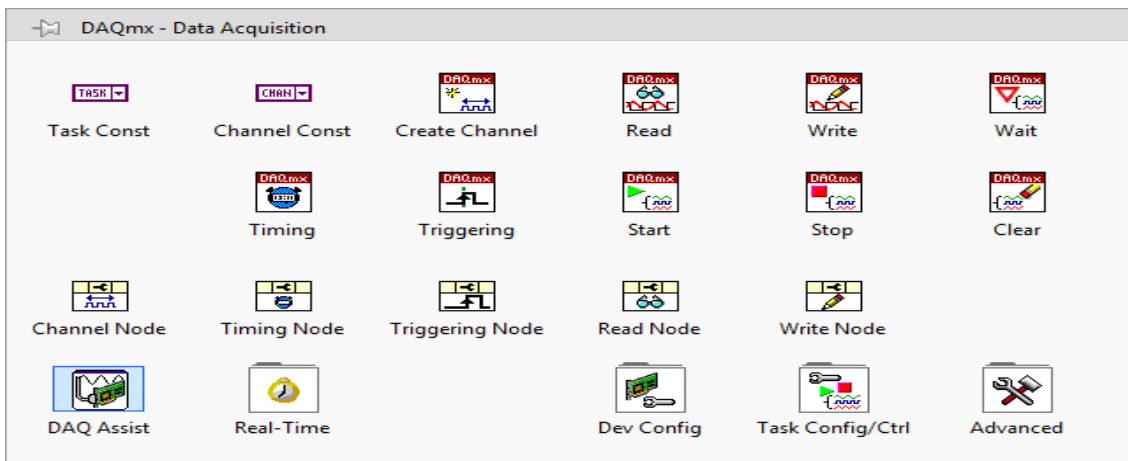 DAQmx - Data Acquisition
TASK CHAN DAQmx DAQmx DAQmx DAQmx
Task Const Channel Const Create Channel Read Write Wait
DAQmx DAQmx DAQmx DAQmx DAQmx
Timing Triggering Start Stop Clear
Channel Node Timing Node Triggering Node Read Node Write Node
DAQ Assist Real-Time Dev Config Task Config/Ctrl Advanced